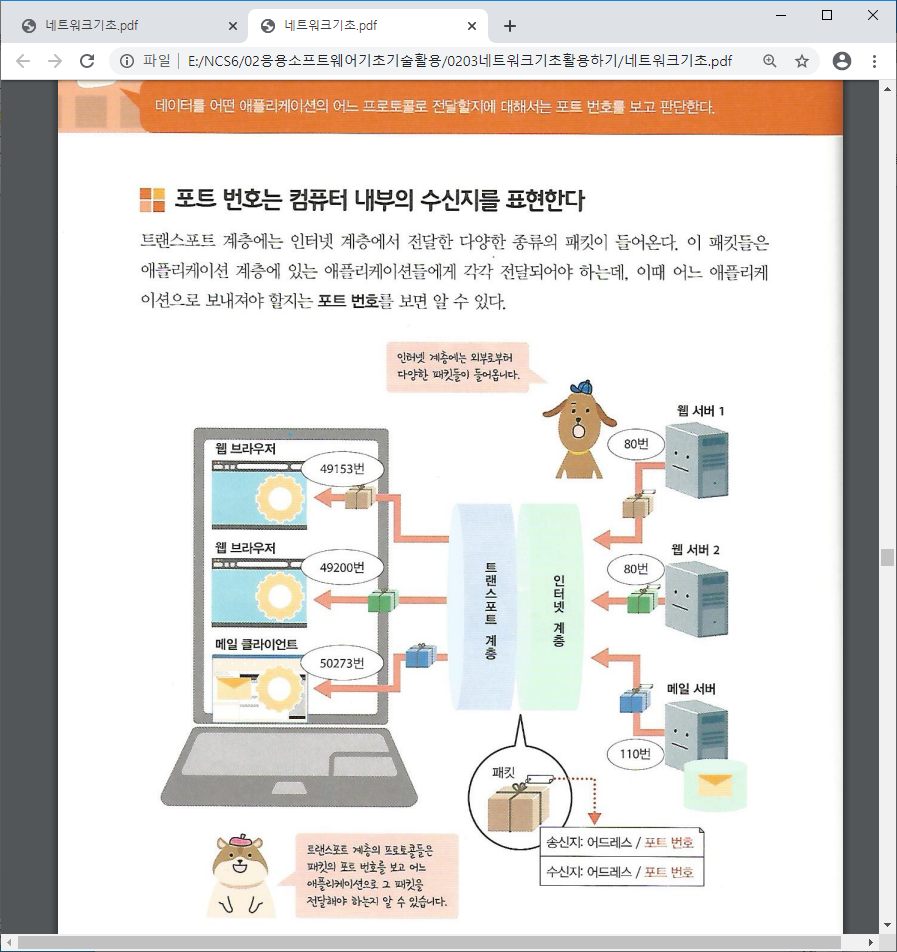 네트워크기초.pdf
네트워크기초.pdf
파일 | E:/NCS6/02응용소프트웨어기초기술활용/0203네트워크기초활용하기/네트워크기초.pdf
데이터를 어떤 애플리케이션의 어느 프로토콜로 전달할지에 대해서는 포트 번호를 보고 판단한다.
포트 번호는 컴퓨터 내부의 수신지를 표현한다
트랜스포트 계층에는 인터넷 계층에서 전달한 다양한 종류의 패킷이 들어온다. 이 패킷들은
애플리케이션 계층에 있는 애플리케이션들에게 각각 전달되어야 하는데, 이때 어느 애플리케
이션으로 보내져야 할지는 포트 번호를 보면 알 수 있다.
인터넷 계층에는 외부로부터
다양한 패킷들이 들어옵니다.
웹 서버 1
80번
웹 브라우저
49153번
웹 서버 2
80번
웹 브라우저
49200번
트랜스포트 계층
인터넷 계층
메일 클라이언트
50273번
메일 서버
110번
패킷
송신지: 어드레스 / 포트 번호
수신지: 어드레스 / 포트 번호
트랜스포트 계층의 프로토콜들은
패킷의 포트 번호를 보고 어느
애플리케이션으로 그 패킷을
전달해야 하는지 알 수 있습니다.